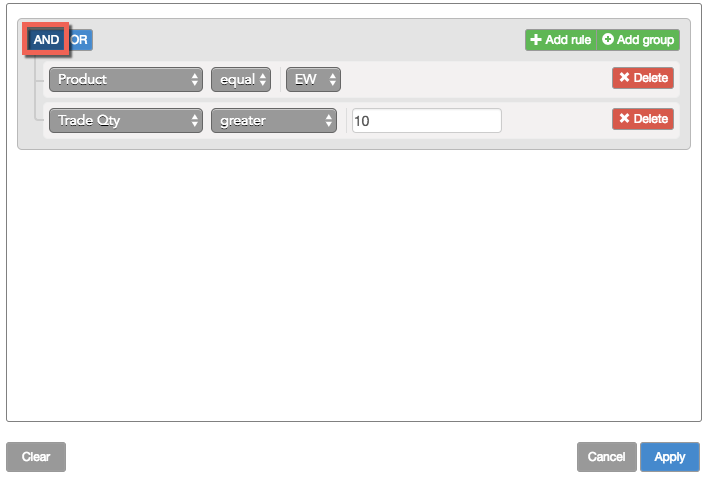 AND OR Add rule Add group
Product equal EW Delete
Trade Qty greater 10 Delete
Clear Cancel Apply